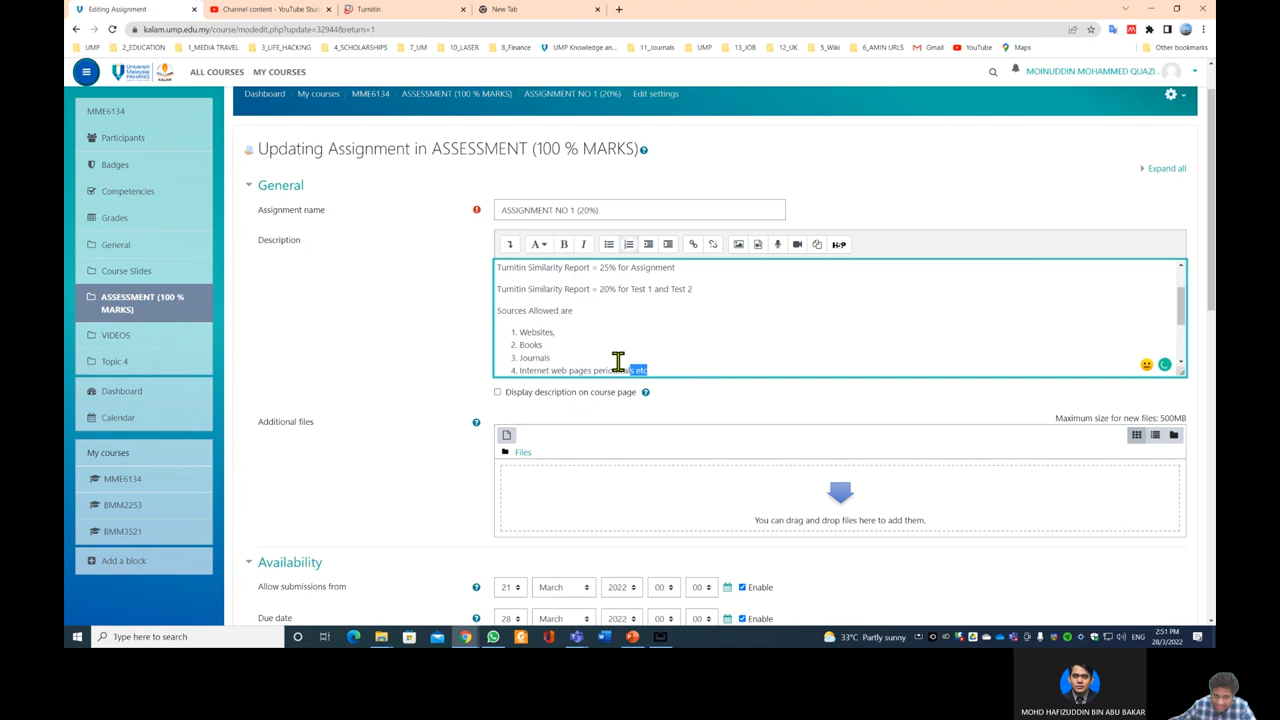 Editing Assignment
Channel content - YouTube Stu
Turnitin
New Tab
kalam.ump.edu.my/course/modedit.php?update=32944&return=1
UMP
2_EDUCATION
1_MEDIA TRAVEL
3_LIFE_HACKING
4_SCHOLARSHIPS
7_UM
10_LASER
8_Finance
UMP Knowledge an...
11_Journals
UMP
13_JOB
12_UK
5_Wiki
6_AMIN URLS
Gmail
YouTube
Maps
Other bookmarks
Universiti
Malaysia
PAHANG
KALAM
ALL COURSES
MY COURSES
MOINUDDIN MOHAMMED QUAZI .
Dashboard / My courses / MME6134 / ASSESSMENT (100 % MARKS) / ASSIGNMENT NO 1 (20%) / Edit settings
MME6134
Participants
Badges
Competencies
Grades
General
Course Slides
ASSESSMENT (100 %
MARKS)
VIDEOS
Topic 4
Dashboard
Calendar
My courses
MME6134
BMM2253
BMM3521
Add a block
Updating Assignment in ASSESSMENT (100 % MARKS)
Expand all
General
Assignment name
ASSIGNMENT NO 1 (20%)
Description
A
B
I
H-P
Turnitin Similarity Report = 25% for Assignment
Turnitin Similarity Report = 20% for Test 1 and Test 2
Sources Allowed are
1. Websites,
2. Books
3. Journals
4. Internet web pages periodicals etc
Display description on course page
Additional files
Maximum size for new files: 500MB
Files
You can drag and drop files here to add them.
Availability
Allow submissions from
21 March 2022 00 00 Enable
Due date
28 March 2022 00 00 Enable
Type here to search
33°C Partly sunny
ENG
2:51 PM
28/3/2022
MOHD HAFIZUDDIN BIN ABU BAKAR